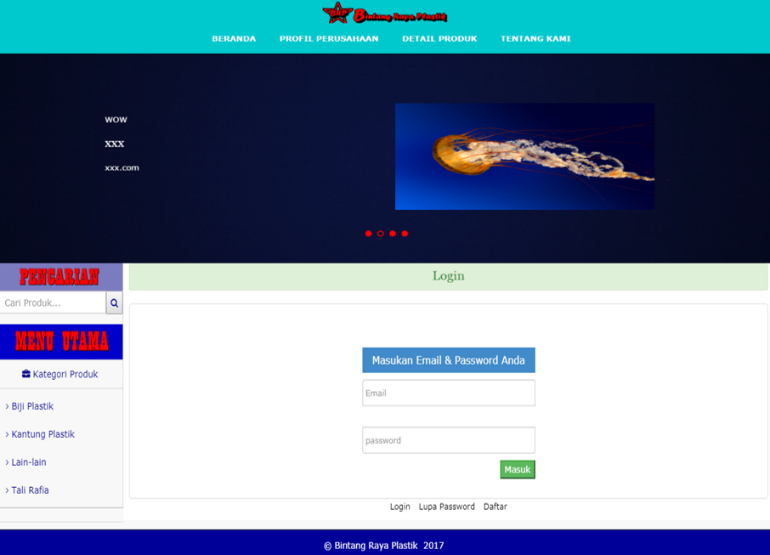 Bintang Raya Plastik
BERANDA PROFIL PERUSAHAAN DETAIL PRODUK TENTANG KAMI
WOW
XXX
xxx.com
PENCARIAN
Cari Produk...
MENU UTAMA
Kategori Produk
Biji Plastik
Kantung Plastik
Lain-lain
Tali Rafia
Login
Masukan Email & Password Anda
Email
password
Masuk
Login Lupa Password Daftar
© Bintang Raya Plastik 2017